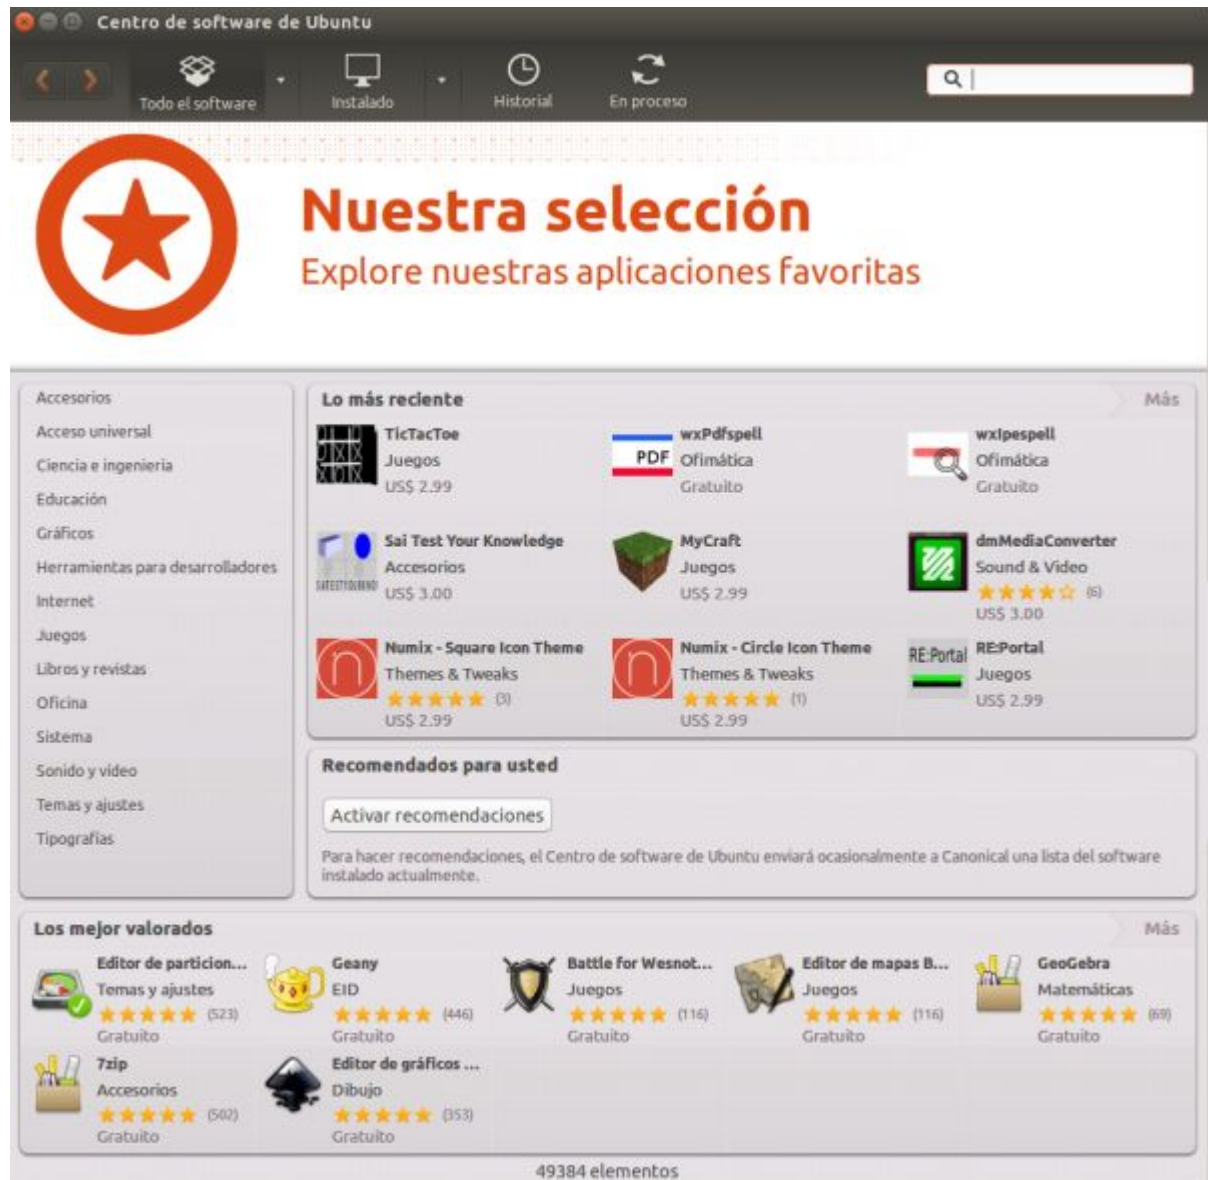 Centro de software de Ubuntu
Todo el software
Instalado
Historial
En proceso
Nuestra selección
Explore nuestras aplicaciones favoritas
Accesorios
Acceso universal
Ciencia e ingeniería
Educación
Gráficos
Herramientas para desarrolladores
Internet
Juegos
Libros y revistas
Oficina
Sistema
Sonido y vídeo
Temas y ajustes
Tipografías
Lo más reciente
Más
TicTacToe
Juegos
US$ 2.99
PDF
wxPdfspell
Ofimática
Gratuito
wxIpespell
Ofimática
Gratuito
Sai Test Your Knowledge
Accesorios
US$ 3.00
MyCraft
Juegos
US$ 2.99
dmMediaConverter
Sound & Video
(6)
US$ 3.00
n
Numix - Square Icon Theme
Themes & Tweaks
(3)
US$ 2.99
n
Numix - Circle Icon Theme
Themes & Tweaks
(1)
US$ 2.99
RE:Portal
RE:Portal
Juegos
US$ 2.99
Recomendados para usted
Activar recomendaciones
Para hacer recomendaciones, el Centro de software de Ubuntu enviará ocasionalmente a Canonical una lista del software
instalado actualmente.
Los mejor valorados
Más
Editor de particion...
Temas y ajustes
(523)
Gratuito
Geany
EID
(446)
Gratuito
Battle for Wesnot...
Juegos
(116)
Gratuito
Editor de mapas B...
Juegos
(116)
Gratuito
GeoGebra
Matemáticas
(69)
Gratuito
7zip
Accesorios
(502)
Gratuito
Editor de gráficos ...
Dibujo
(353)
Gratuito
49384 elementos